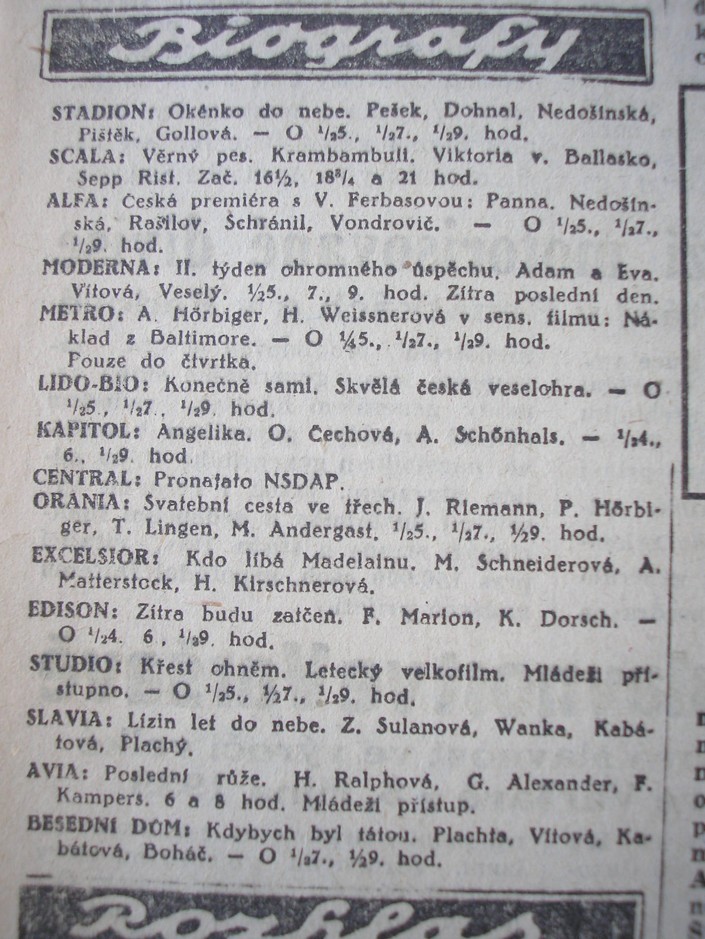 Biografy
STADION: Okénko do nebe. Pešek, Dohnal, Nedošínská,
Pištěk, Gollová. — O ½5., ½7., ½9. hod.
SCALA: Věrný pes. Krambambuli. Viktoria v. Ballasko,
Sepp Rist. Zač. 16½, 18¾ a 21 hod.
ALFA: Česká premiéra s V. Ferbasovou: Panna. Nedošín-
ská, Rašilov, Schránil, Vondrovič. — O ½5., ½7.,
½9. hod.
MODERNA: II. týden ohromného úspěchu. Adam a Eva.
Vítová, Veselý. ½5., 7., 9. hod. Zítra poslední den.
METRO: A. Hörbiger, H. Weissnerová v sens. filmu: Ná-
klad z Baltimore. — O ¼5., ½7., ½9. hod.
Pouze do čtvrtka.
LIDO-BIO: Konečně sami. Skvělá česká veselohra. — O
½5., ½7., ½9. hod.
KAPITOL: Angelika. O. Čechová, A. Schönhals. — ½4.,
6., ½9. hod.
CENTRAL: Pronajato NSDAP.
ORANIA: Svatební cesta ve třech. J. Riemann, P. Hörbi-
ger, T. Lingen, M. Andergast. ½5., ½7., ½9. hod.
EXCELSIOR: Kdo líbá Madelainu. M. Schneiderová, A.
Matterstock, H. Kirschnerová.
EDISON: Zítra budu zatčen. F. Marion, K. Dorsch. —
O ½4. 6., ½9. hod.
STUDIO: Křest ohněm. Letecký velkofilm. Mládeži pří-
stupno. — O ½5., ½7., ½9. hod.
SLAVIA: Lízin let do nebe. Z. Sulanová, Wanka, Kabá-
tová, Plachý.
AVIA: Poslední růže. H. Ralphová, G. Alexander, F.
Kampers. 6 a 8 hod. Mládeži přístup.
BESEDNÍ DŮM: Kdybych byl tátou. Plachta, Vítová, Ka-
bátová, Boháč. — O ½7., ½9. hod.
Rozhlas